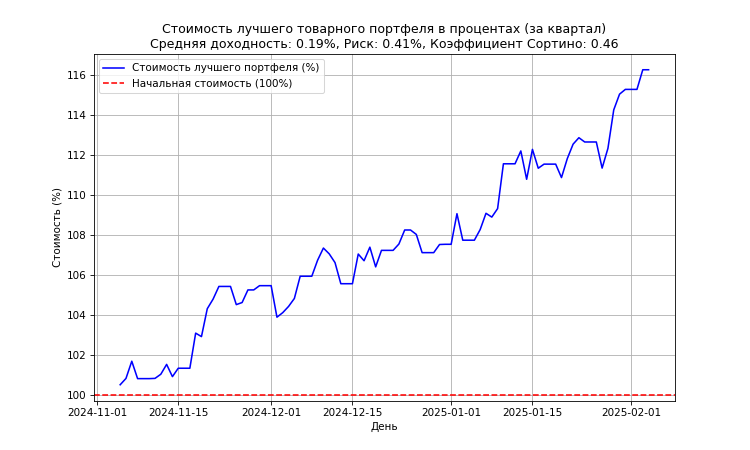 Стоимость лучшего товарного портфеля в процентах (за квартал)
Средняя доходность: 0.19%, Риск: 0.41%, Коэффициент Сортино: 0.46
Стоимость лучшего портфеля (%)
Начальная стоимость (100%)
Стоимость (%)
116
114
112
110
108
106
104
102
100
2024-11-01 2024-11-15 2024-12-01 2024-12-15 2025-01-01 2025-01-15 2025-02-01
День